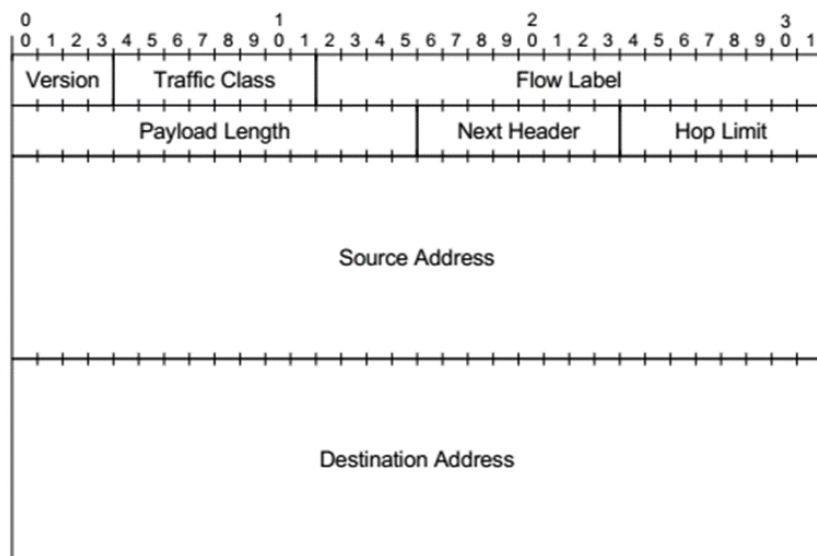 0 1 2 3
0 1 2 3 4 5 6 7 8 9 0 1 2 3 4 5 6 7 8 9 0 1 2 3 4 5 6 7 8 9 0 1
Version Traffic Class Flow Label
Payload Length Next Header Hop Limit
Source Address
Destination Address